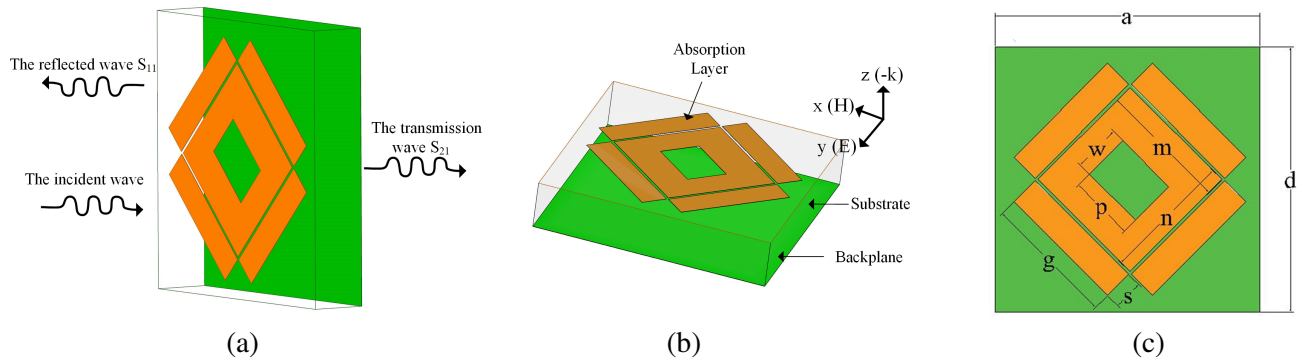 The reflected wave S11
The incident wave
The transmission
wave S21
(a)
Absorption
Layer
z (-k)
x (H)
y (E)
Substrate
Backplane
(b)
a
d
w
m
p
n
g
s
(c)